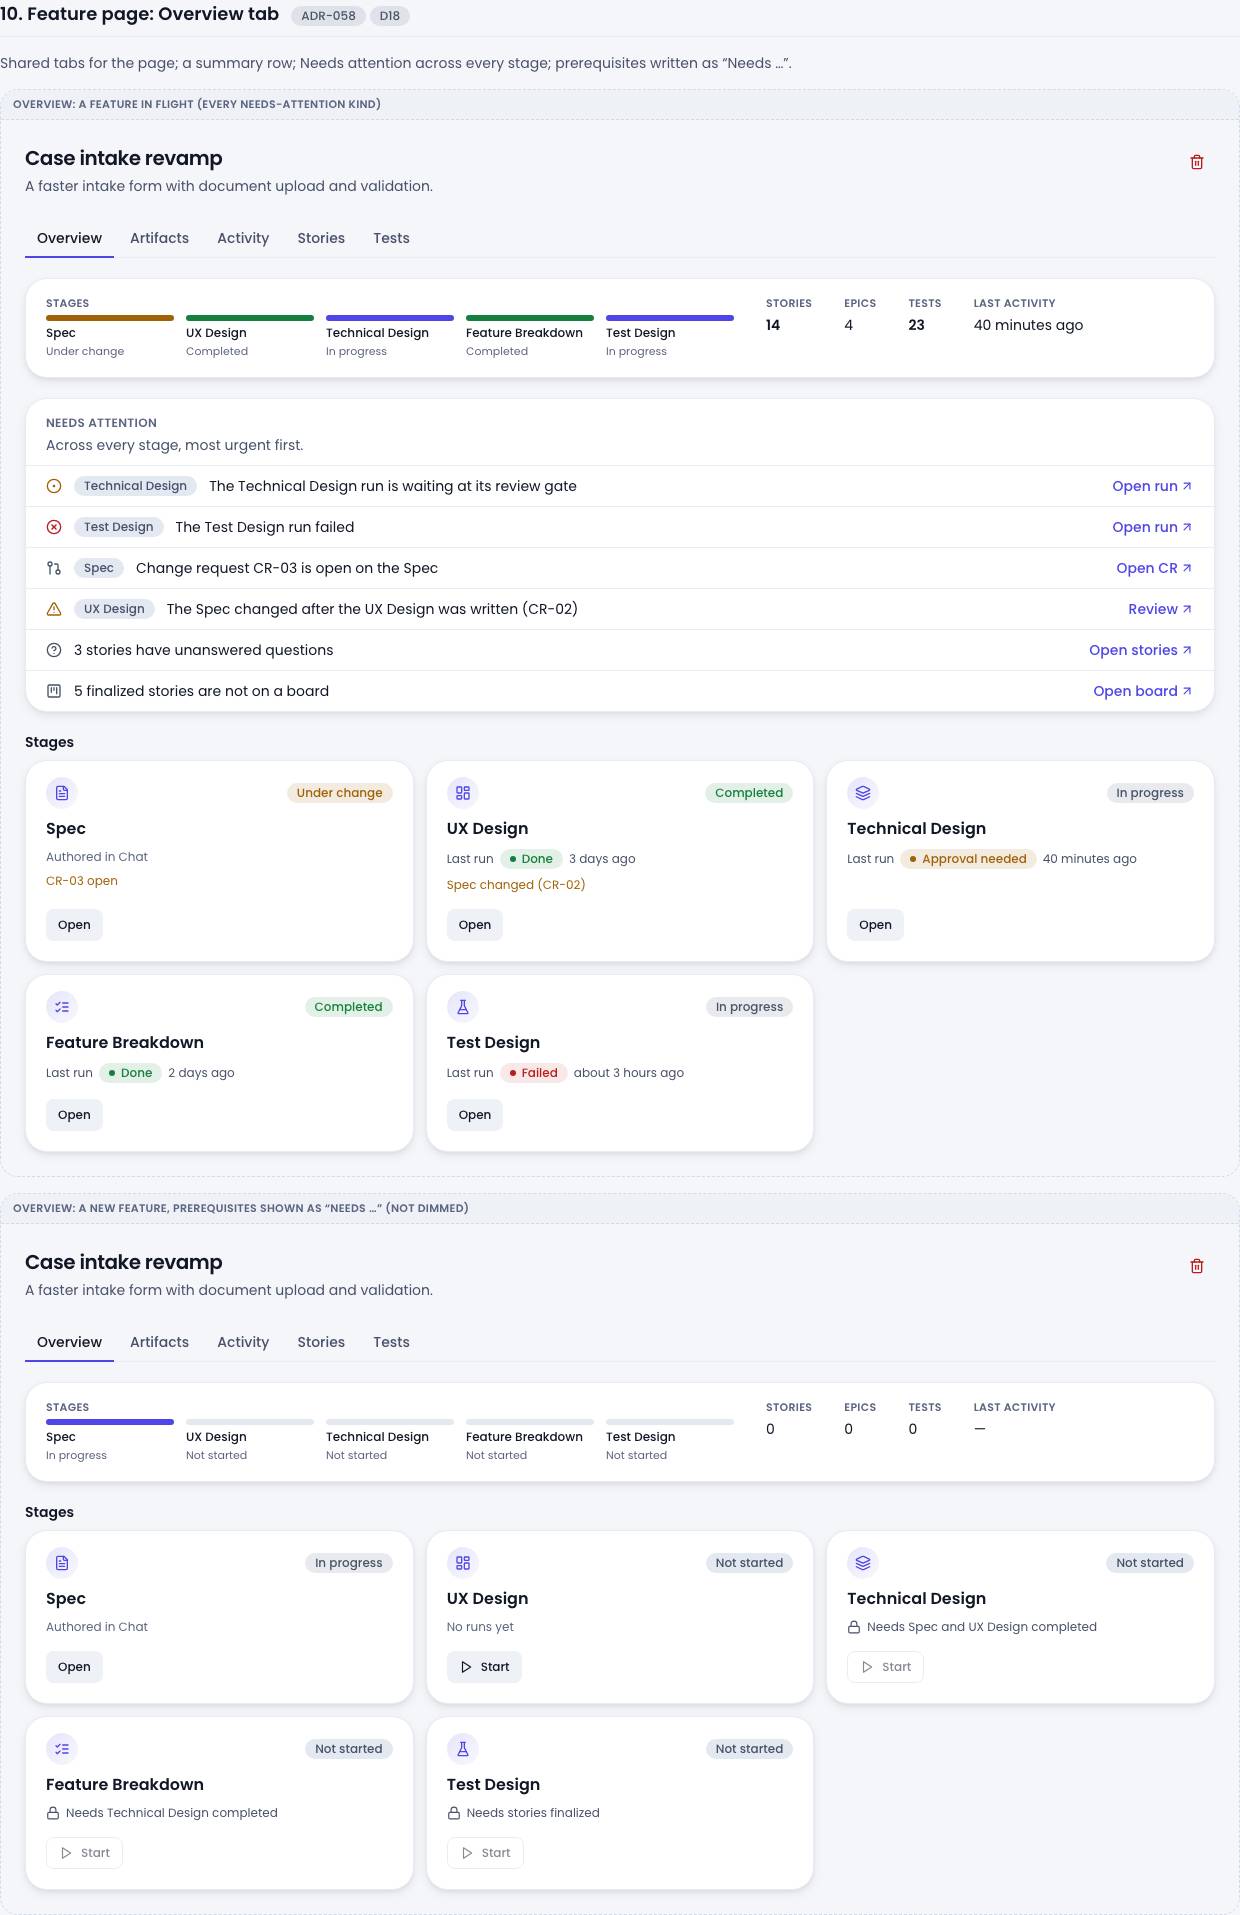 10. Feature page: Overview tab ADR-058 D18
Shared tabs for the page; a summary row; Needs attention across every stage; prerequisites written as “Needs …”.
OVERVIEW: A FEATURE IN FLIGHT (EVERY NEEDS-ATTENTION KIND)
Case intake revamp
A faster intake form with document upload and validation.
Overview Artifacts Activity Stories Tests
STAGES
Spec UX Design Technical Design Feature Breakdown Test Design
Under change Completed In progress Completed In progress
STORIES EPICS TESTS LAST ACTIVITY
14 4 23 40 minutes ago
NEEDS ATTENTION
Across every stage, most urgent first.
Technical Design The Technical Design run is waiting at its review gate Open run
Test Design The Test Design run failed Open run
Spec Change request CR-03 is open on the Spec Open CR
UX Design The Spec changed after the UX Design was written (CR-02) Review
3 stories have unanswered questions Open stories
5 finalized stories are not on a board Open board
Stages
Under change
Spec
Authored in Chat
CR-03 open
Open
Completed
UX Design
Last run Done 3 days ago
Spec changed (CR-02)
Open
In progress
Technical Design
Last run Approval needed 40 minutes ago
Open
Completed
Feature Breakdown
Last run Done 2 days ago
Open
In progress
Test Design
Last run Failed about 3 hours ago
Open
OVERVIEW: A NEW FEATURE, PREREQUISITES SHOWN AS “NEEDS …” (NOT DIMMED)
Case intake revamp
A faster intake form with document upload and validation.
Overview Artifacts Activity Stories Tests
STAGES
Spec UX Design Technical Design Feature Breakdown Test Design
In progress Not started Not started Not started Not started
STORIES EPICS TESTS LAST ACTIVITY
0 0 0 —
Stages
In progress
Spec
Authored in Chat
Open
Not started
UX Design
No runs yet
Start
Not started
Technical Design
Needs Spec and UX Design completed
Start
Not started
Feature Breakdown
Needs Technical Design completed
Start
Not started
Test Design
Needs stories finalized
Start